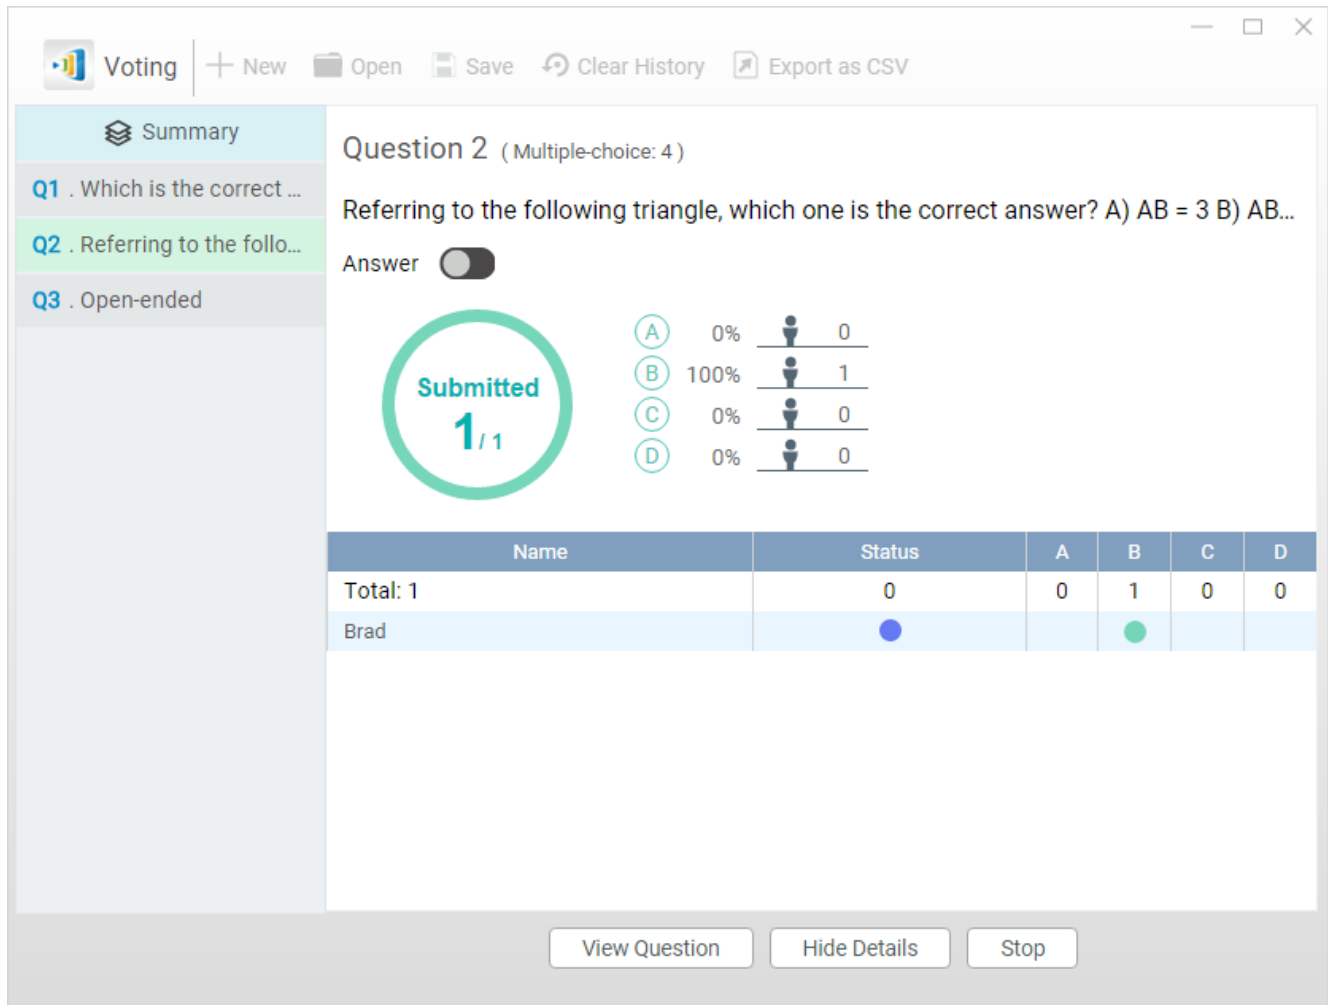 Voting New Open Save Clear History Export as CSV
Summary
Q1 . Which is the correct ...
Q2 . Referring to the follo...
Q3 . Open-ended
Question 2 ( Multiple-choice: 4 )
Referring to the following triangle, which one is the correct answer? A) AB = 3 B) AB...
Answer
Submitted
1 / 1
A 0% 0
B 100% 1
C 0% 0
D 0% 0
Name Status A B C D
Total: 1 0 0 1 0 0
Brad
View Question Hide Details Stop